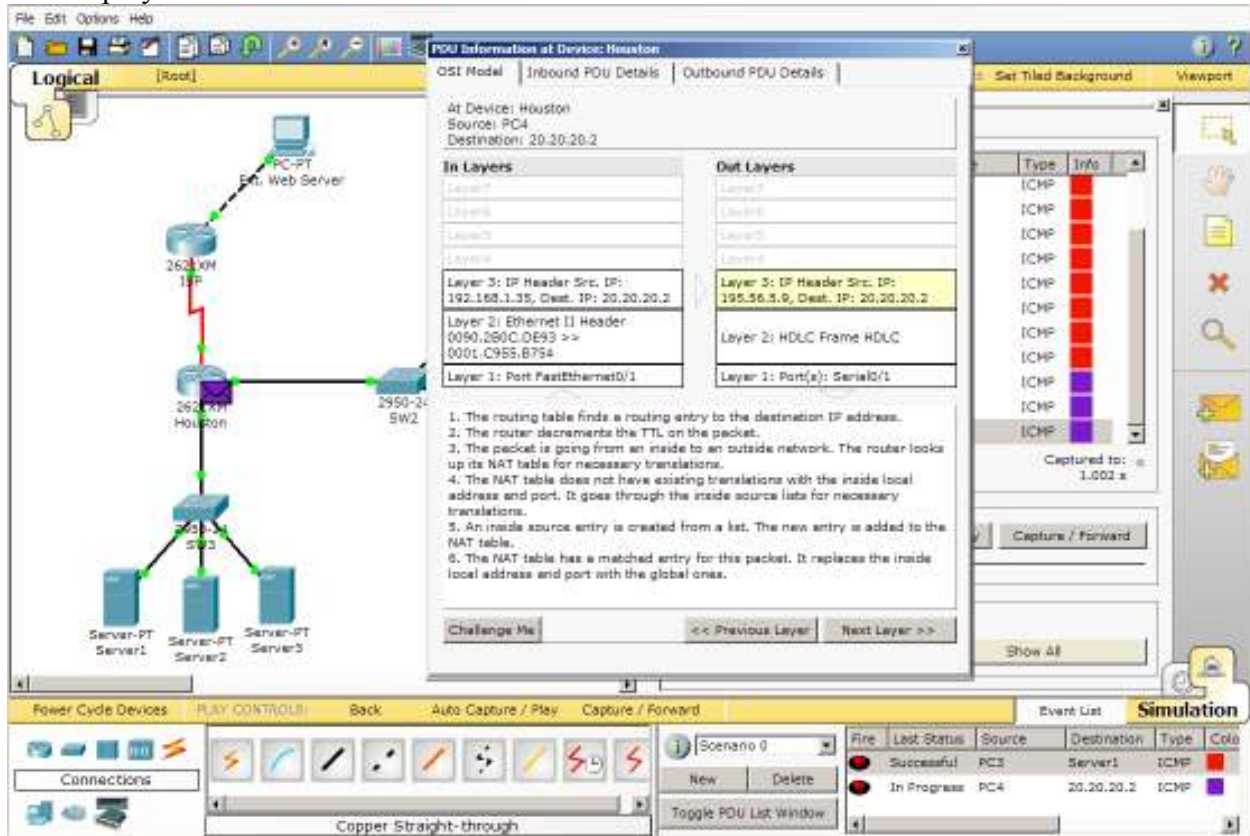 File Edit Options Help
Logical
[Root]
Set Tiled Background
Viewport
PC-PT
Ext. Web Server
2621XM
ISP
2621XM
Houston
2950-24
SW2
2950-24
SW3
Server-PT
Server1
Server-PT
Server2
Server-PT
Server3
PDU Information at Device: Houston
OSI Model
Inbound PDU Details
Outbound PDU Details
At Device: Houston
Source: PC4
Destination: 20.20.20.2
In Layers
Out Layers
Layer7
Layer7
Layer6
Layer6
Layer5
Layer5
Layer4
Layer4
Layer 3: IP Header Src. IP:
192.168.1.35, Dest. IP: 20.20.20.2
Layer 3: IP Header Src. IP:
195.56.5.9, Dest. IP: 20.20.20.2
Layer 2: Ethernet II Header
0090.2B0C.DE93 >>
0001.C955.B754
Layer 2: HDLC Frame HDLC
Layer 1: Port FastEthernet0/1
Layer 1: Port(s): Serial0/1
1. The routing table finds a routing entry to the destination IP address.
2. The router decrements the TTL on the packet.
3. The packet is going from an inside to an outside network. The router looks
up its NAT table for necessary translations.
4. The NAT table does not have existing translations with the inside local
address and port. It goes through the inside source lists for necessary
translations.
5. An inside source entry is created from a list. The new entry is added to the
NAT table.
6. The NAT table has a matched entry for this packet. It replaces the inside
local address and port with the global ones.
Challenge Me
<< Previous Layer
Next Layer >>
Type
Info
ICMP
ICMP
ICMP
ICMP
ICMP
ICMP
ICMP
ICMP
ICMP
ICMP
ICMP
Captured to:
1.002 s
Capture / Forward
Show All
Power Cycle Devices
PLAY CONTROLS:
Back
Auto Capture / Play
Capture / Forward
Event List
Simulation
Connections
Copper Straight-through
Scenario 0
New
Delete
Toggle PDU List Window
Fire Last Status Source Destination Type Colo
Successful PC3 Server1 ICMP
In Progress PC4 20.20.20.2 ICMP